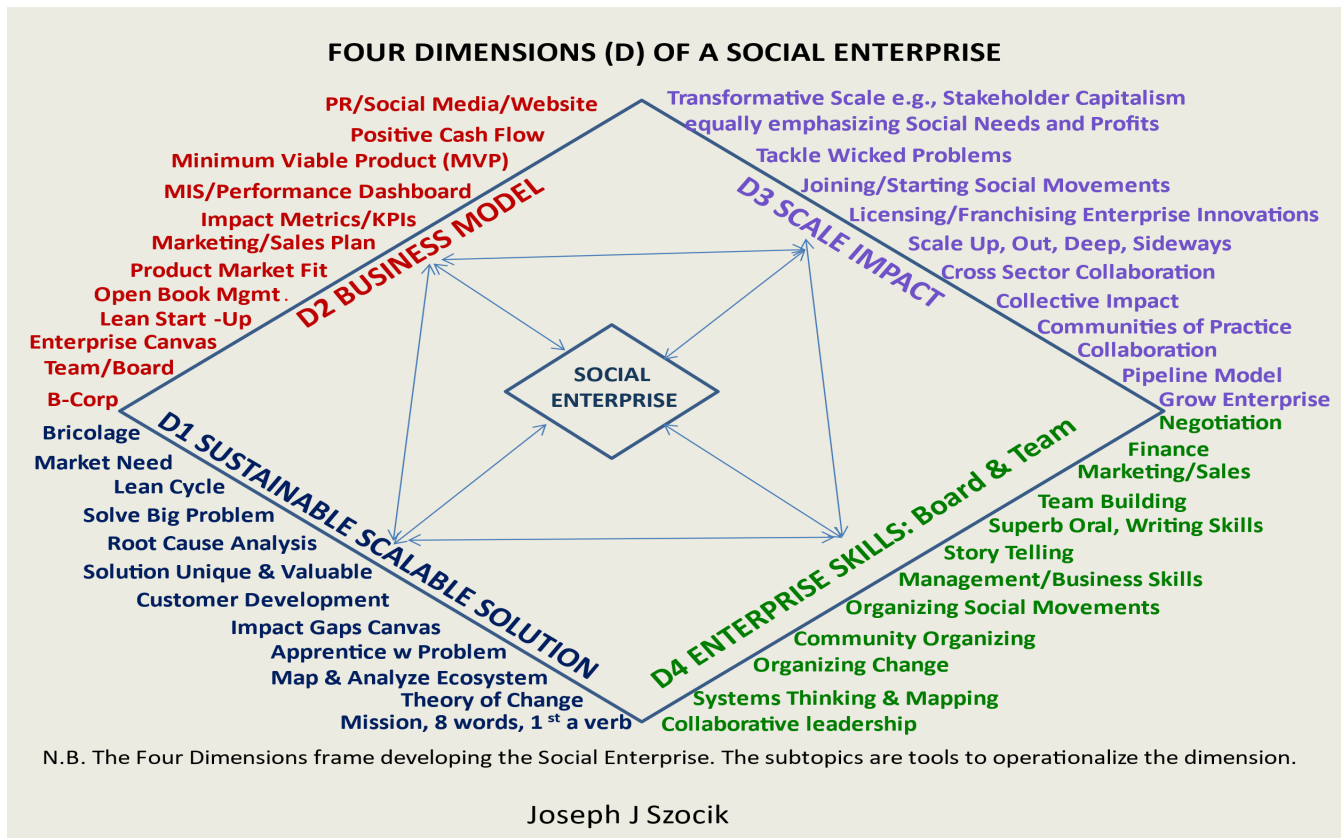 FOUR DIMENSIONS (D) OF A SOCIAL ENTERPRISE
PR/Social Media/Website
Positive Cash Flow
Minimum Viable Product (MVP)
MIS/Performance Dashboard
Impact Metrics/KPIs
Marketing/Sales Plan
Product Market Fit
Open Book Mgmt.
Lean Start -Up
Enterprise Canvas
Team/Board
B-Corp
D2 BUSINESS MODEL
Transformative Scale e.g., Stakeholder Capitalism
equally emphasizing Social Needs and Profits
Tackle Wicked Problems
Joining/Starting Social Movements
Licensing/Franchising Enterprise Innovations
Scale Up, Out, Deep, Sideways
Cross Sector Collaboration
Collective Impact
Communities of Practice
Collaboration
Pipeline Model
Grow Enterprise
D3 SCALE IMPACT
SOCIAL
ENTERPRISE
Bricolage
Market Need
Lean Cycle
Solve Big Problem
Root Cause Analysis
Solution Unique & Valuable
Customer Development
Impact Gaps Canvas
Apprentice w Problem
Map & Analyze Ecosystem
Theory of Change
Mission, 8 words, 1 st a verb
D1 SUSTAINABLE SCALABLE SOLUTION
Negotiation
Finance
Marketing/Sales
Team Building
Superb Oral, Writing Skills
Story Telling
Management/Business Skills
Organizing Social Movements
Community Organizing
Organizing Change
Systems Thinking & Mapping
Collaborative leadership
D4 ENTERPRISE SKILLS: Board & Team
N.B. The Four Dimensions frame developing the Social Enterprise. The subtopics are tools to operationalize the dimension.
Joseph J Szocik